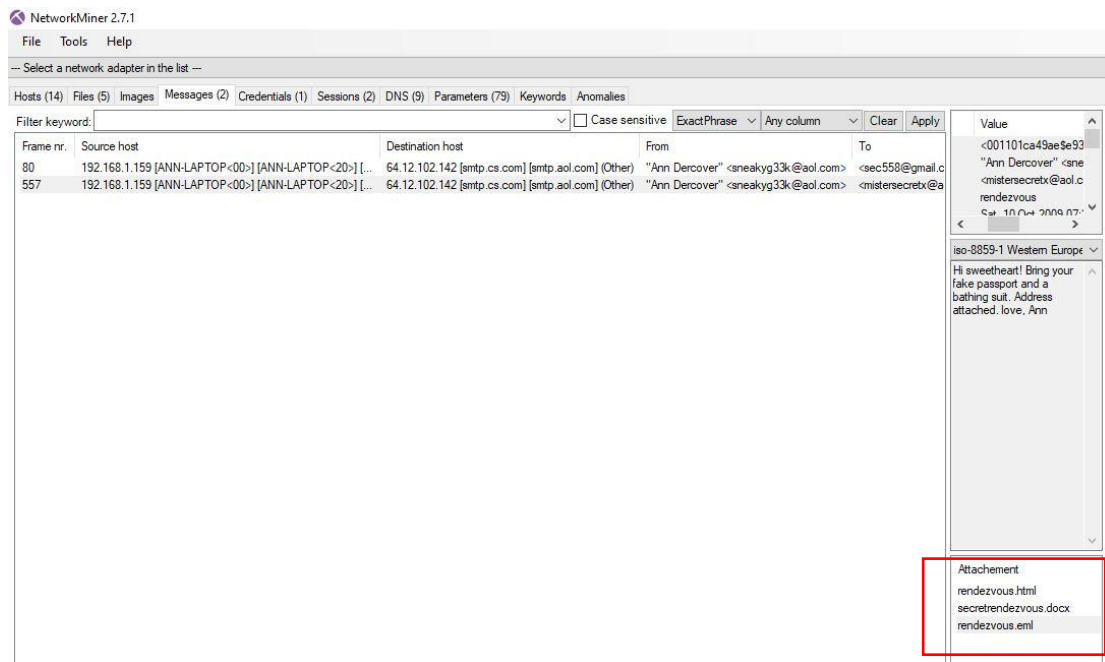 NetworkMiner 2.7.1
File Tools Help
--- Select a network adapter in the list ---
Hosts (14) Files (5) Images Messages (2) Credentials (1) Sessions (2) DNS (9) Parameters (79) Keywords Anomalies
Filter keyword: Case sensitive ExactPhrase Any column Clear Apply
Frame nr. Source host Destination host From To
80 192.168.1.159 [ANN-LAPTOP<00>] [ANN-LAPTOP<20>] [... 64.12.102.142 [smtp.cs.com] [smtp.aol.com] (Other) "Ann Dercover" <sneakyg33k@aol.com> <sec558@gmail.c
557 192.168.1.159 [ANN-LAPTOP<00>] [ANN-LAPTOP<20>] [... 64.12.102.142 [smtp.cs.com] [smtp.aol.com] (Other) "Ann Dercover" <sneakyg33k@aol.com> <mistersecretx@a
Value
<001101ca49ae$e93
"Ann Dercover" <sne
<mistersecretx@aol.c
rendezvous
Sat, 10 Oct 2009 07:
iso-8859-1 Western Europe
Hi sweetheart! Bring your
fake passport and a
bathing suit. Address
attached. love, Ann
Attachement
rendezvous.html
secretrendezvous.docx
rendezvous.eml